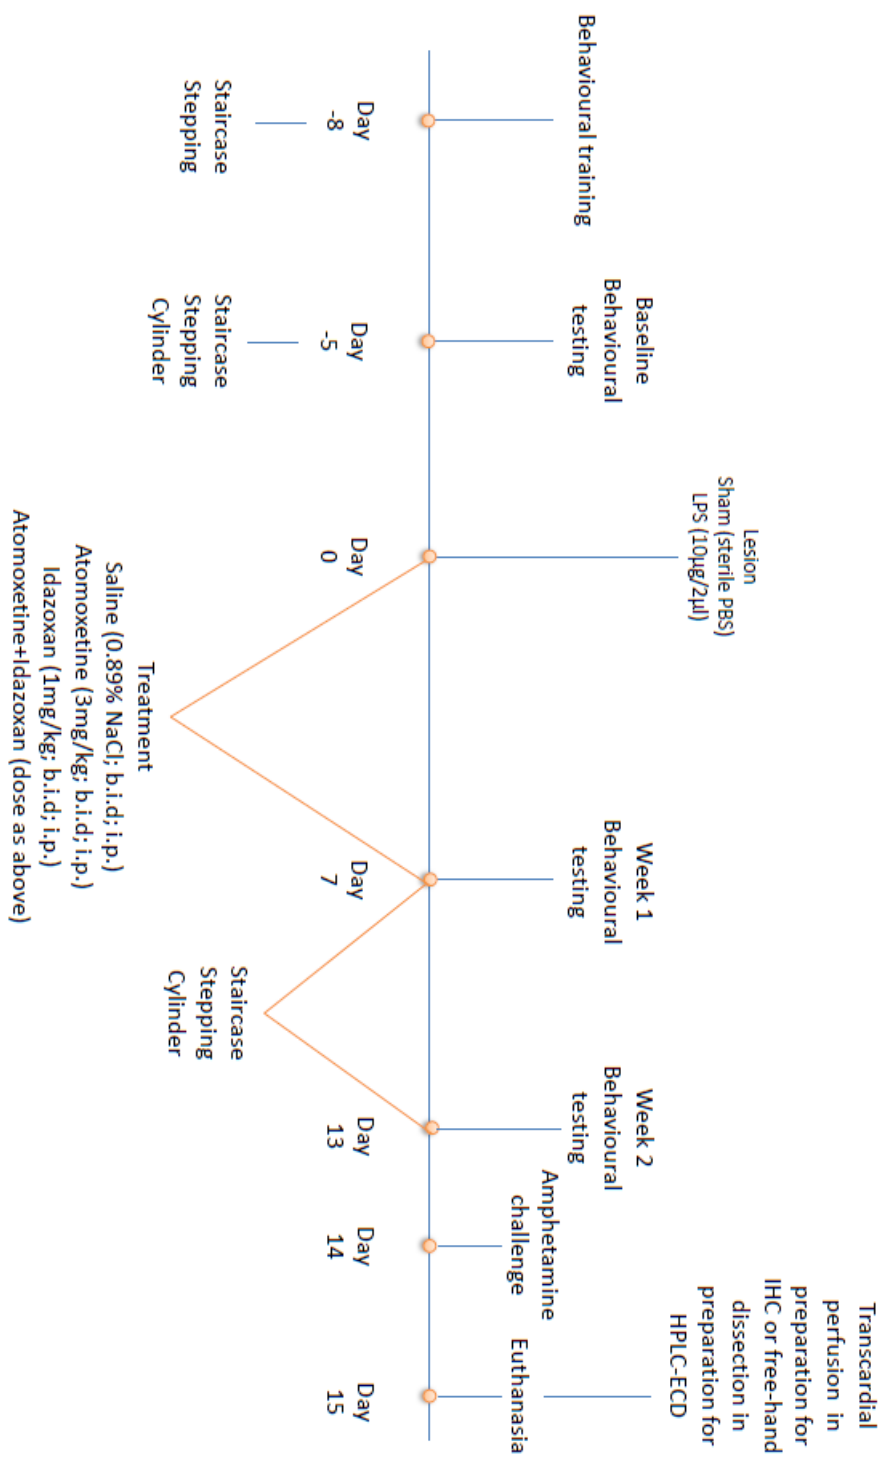 Behavioural training
Baseline
Behavioural
testing
Lesion
Sham (sterile PBS)
LPS (10µg/2µl)
Week 1
Behavioural
testing
Week 2
Behavioural
testing
Amphetamine
challenge
Euthanasia
Transcardial
perfusion in
preparation for
IHC or free-hand
dissection in
preparation for
HPLC-ECD
Day
-8
Day
-5
Day
0
Day
7
Day
13
Day
14
Day
15
Staircase
Stepping
Staircase
Stepping
Cylinder
Treatment
Saline (0.89% NaCl; b.i.d; i.p.)
Atomoxetine (3mg/kg; b.i.d; i.p.)
Idazoxan (1mg/kg; b.i.d; i.p.)
Atomoxetine+Idazoxan (dose as above)
Staircase
Stepping
Cylinder